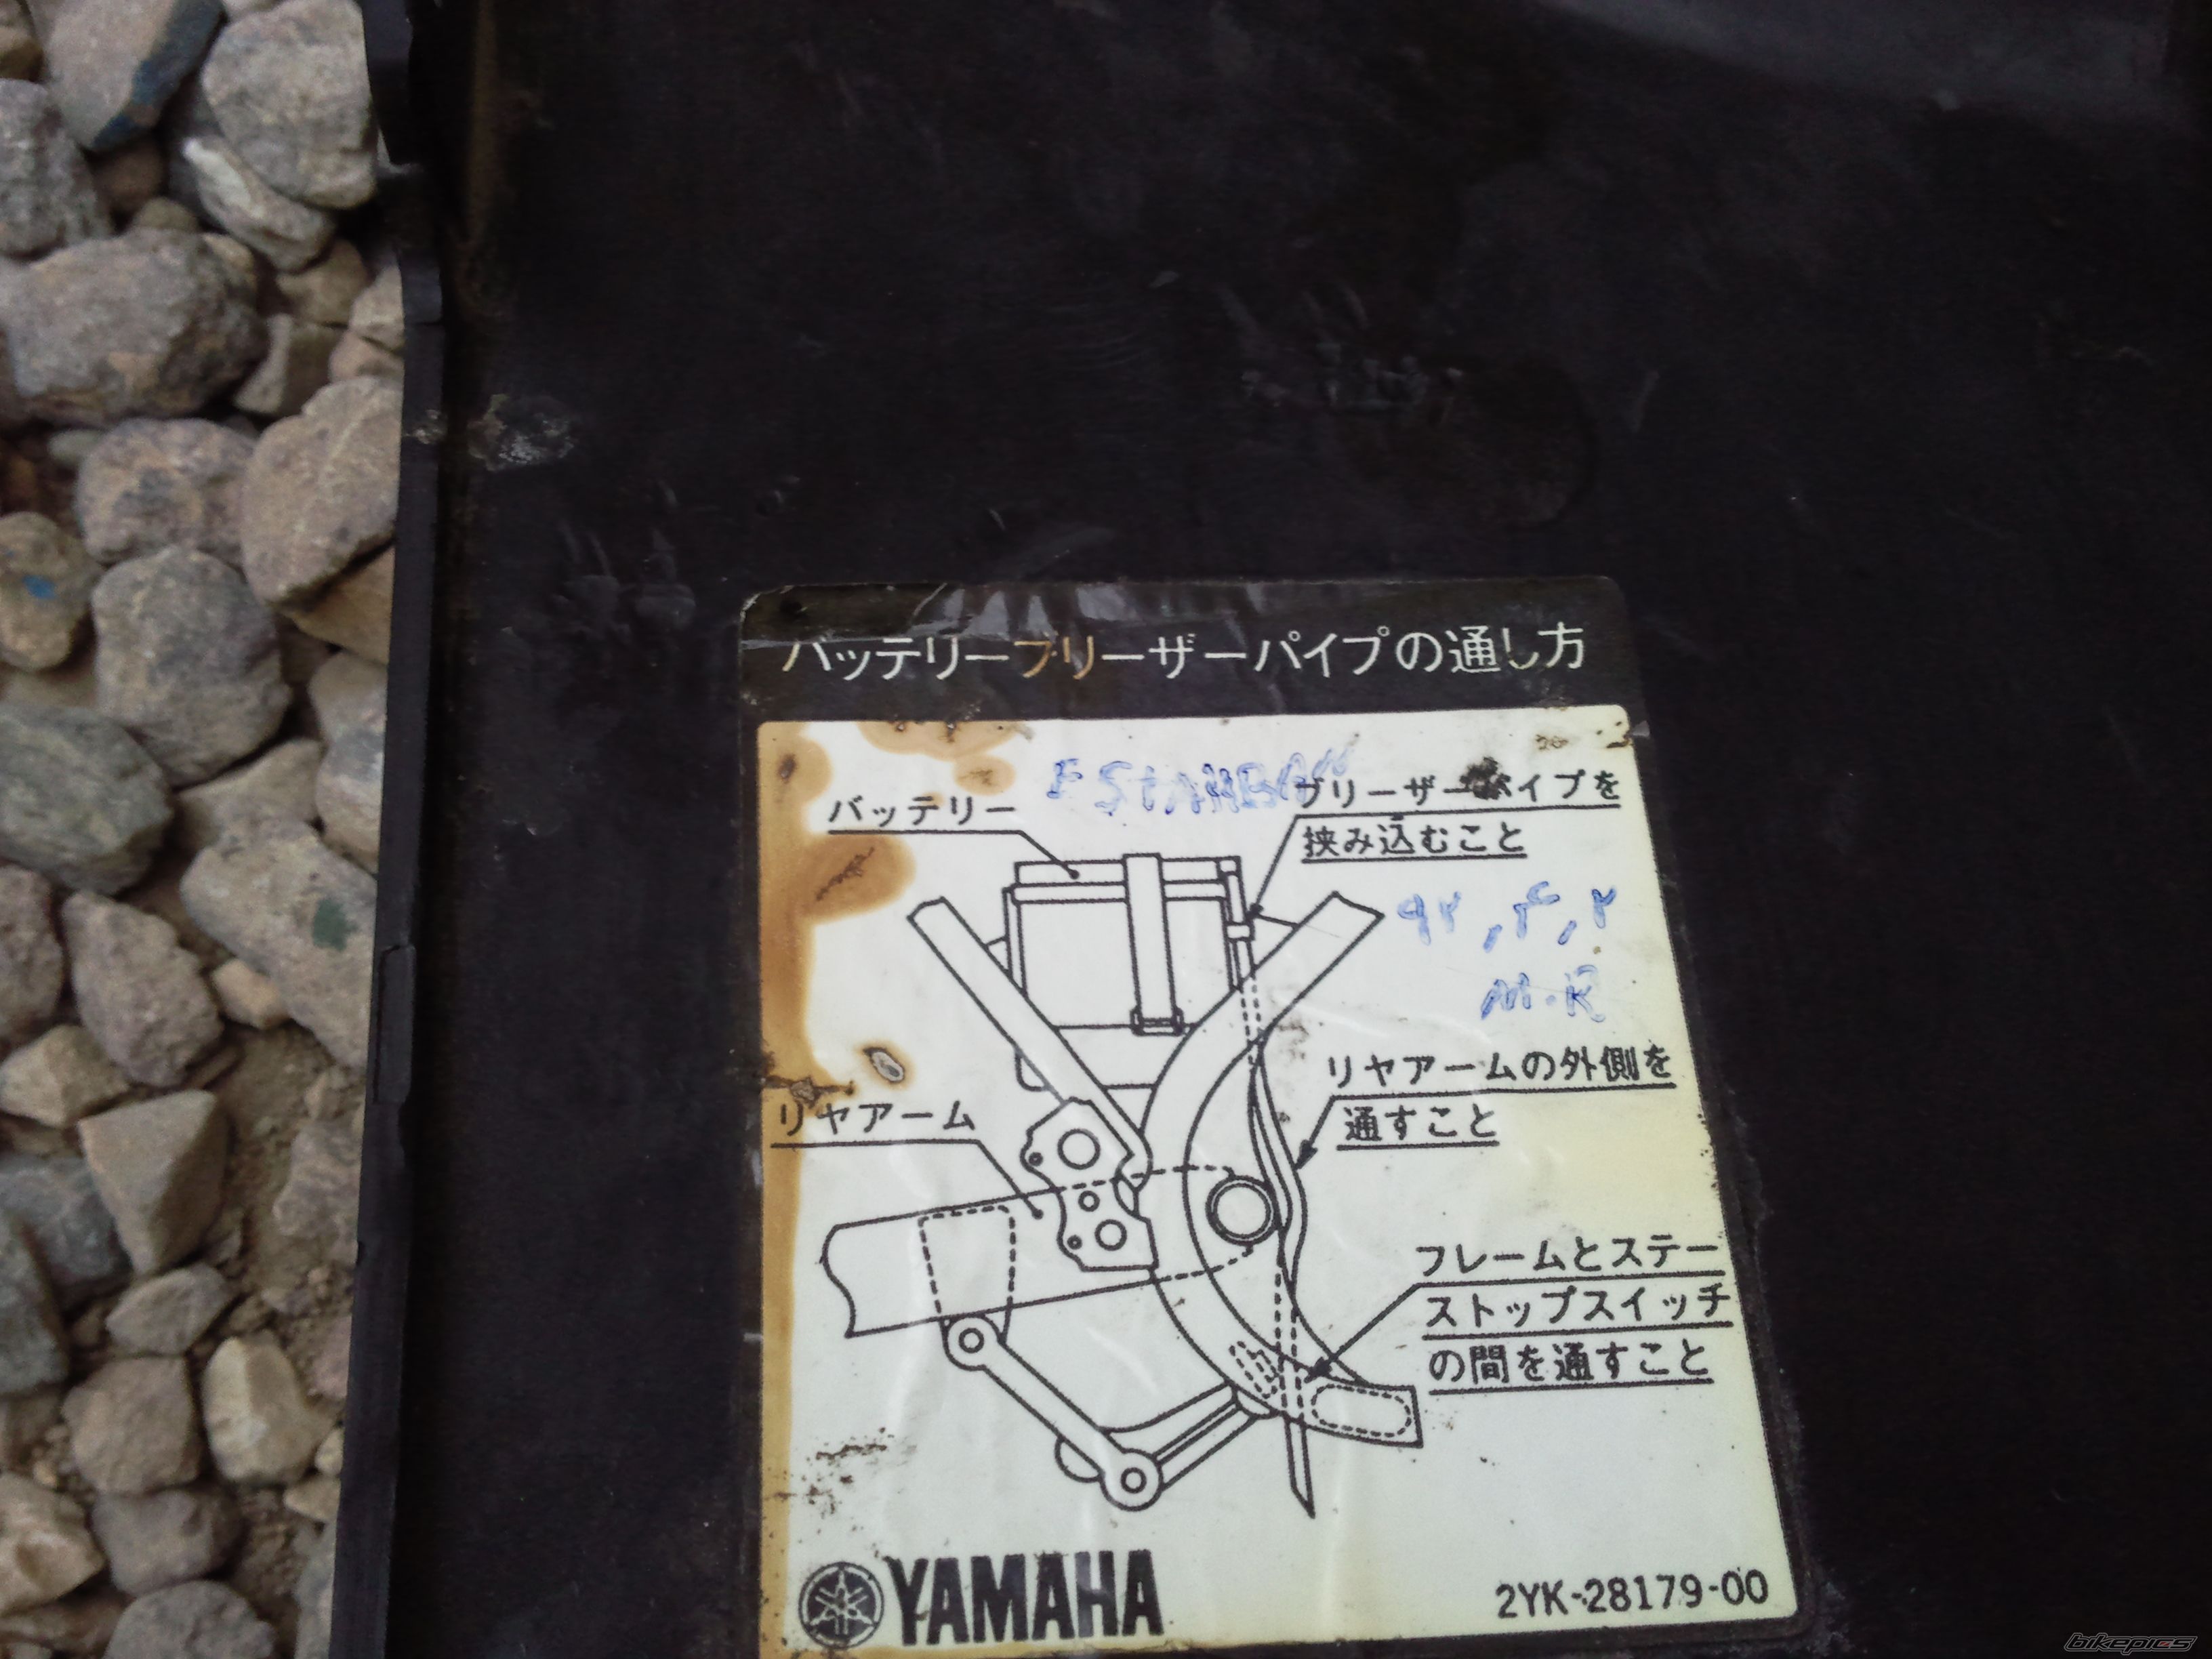 バッテリーブリーザーパイプの通し方
バッテリー
ブリーザーパイプを
挟み込むこと
M.R
リヤアームの外側を
通すこと
リヤアーム
フレームとステー
ストップスイッチ
の間を通すこと
YAMAHA
2YK-28179-00
bikepics